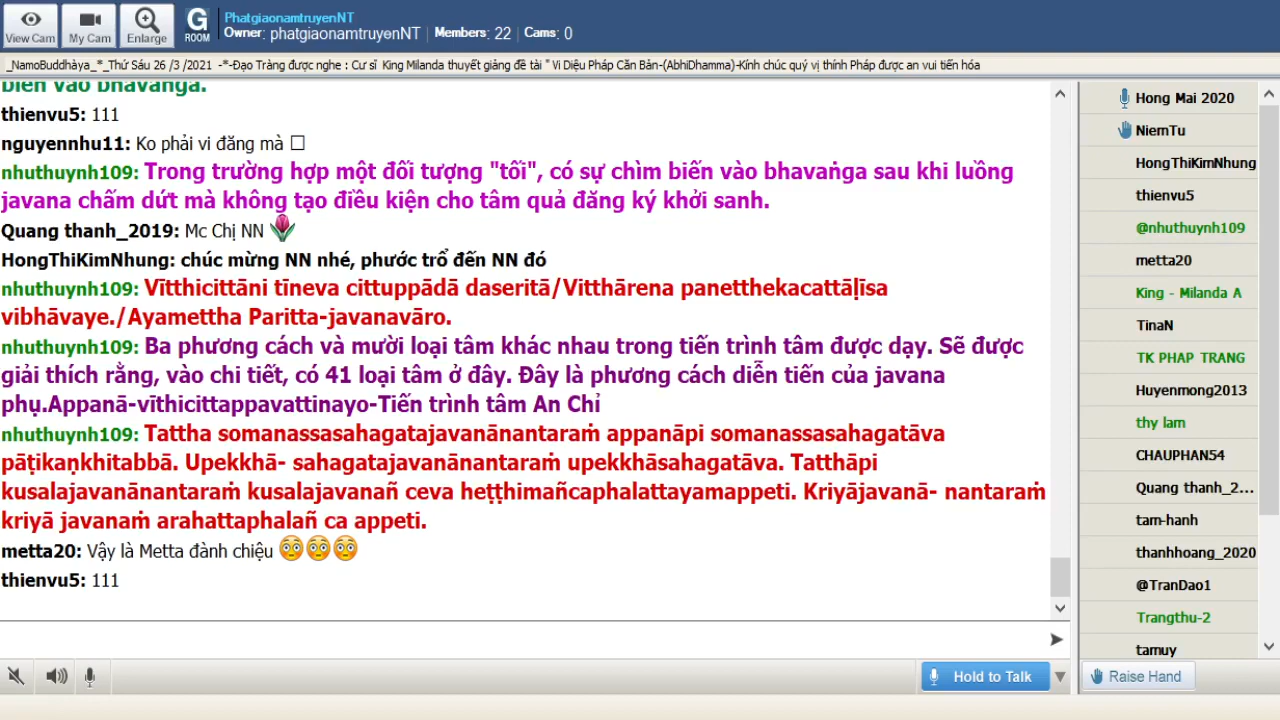 View Cam
My Cam
Enlarge
G
ROOM
PhatgiaonamtruyenNT
Owner: phatgiaonamtruyenNT | Members: 22 | Cams: 0
_NamoBuddhàya_*_Thứ Sáu 26 /3 /2021 -*-Đạo Tràng được nghe : Cư sĩ King Milanda thuyết giảng đề tài " Vi Diệu Pháp Căn Bản-(AbhiDhamma)-Kính chúc quý vị thính Pháp được an vui tiến hóa
biến vào bhavaṅga.
thienvu5: 111
nguyennhu11: Ko phải vi đăng mà □
nhuthuynh109: Trong trường hợp một đối tượng "tối", có sự chìm biến vào bhavaṅga sau khi luồng
javana chấm dứt mà không tạo điều kiện cho tâm quả đăng ký khởi sanh.
Quang thanh_2019: Mc Chị NN
HongThiKimNhung: chúc mừng NN nhé, phước trổ đến NN đó
nhuthuynh109: Vītthicittāni tīneva cittuppādā daseritā/Vitthārena panetthekacattāḷīsa
vibhāvaye./Ayamettha Paritta-javanavāro.
nhuthuynh109: Ba phương cách và mười loại tâm khác nhau trong tiến trình tâm được dạy. Sẽ được
giải thích rằng, vào chi tiết, có 41 loại tâm ở đây. Đây là phương cách diễn tiến của javana
phụ.Appanā-vīthicittappavattinayo-Tiến trình tâm An Chỉ
nhuthuynh109: Tattha somanassasahagatajavanānantaraṁ appanāpi somanassasahagatāva
pāṭikaṇkhitabbā. Upekkhā- sahagatajavanānantaraṁ upekkhāsahagatāva. Tatthāpi
kusalajavanānantaraṁ kusalajavanañ ceva heṭṭhimañcaphalattayamappeti. Kriyājavanā- nantaraṁ
kriyā javanaṁ arahattaphalañ ca appeti.
metta20: Vậy là Metta đành chiệu
thienvu5: 111
Hold to Talk
Hong Mai 2020
NiemTu
HongThiKimNhung
thienvu5
@nhuthuynh109
metta20
King - Milanda A
TinaN
TK PHAP TRANG
Huyenmong2013
thy lam
CHAUPHAN54
Quang thanh_2...
tam-hanh
thanhhoang_2020
@TranDao1
Trangthu-2
tamuy
Raise Hand